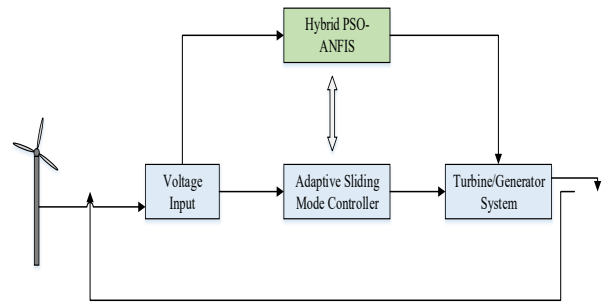 Hybrid PSO-
ANFIS
Voltage
Input
Adaptive Sliding
Mode Controller
Turbine/Generator
System